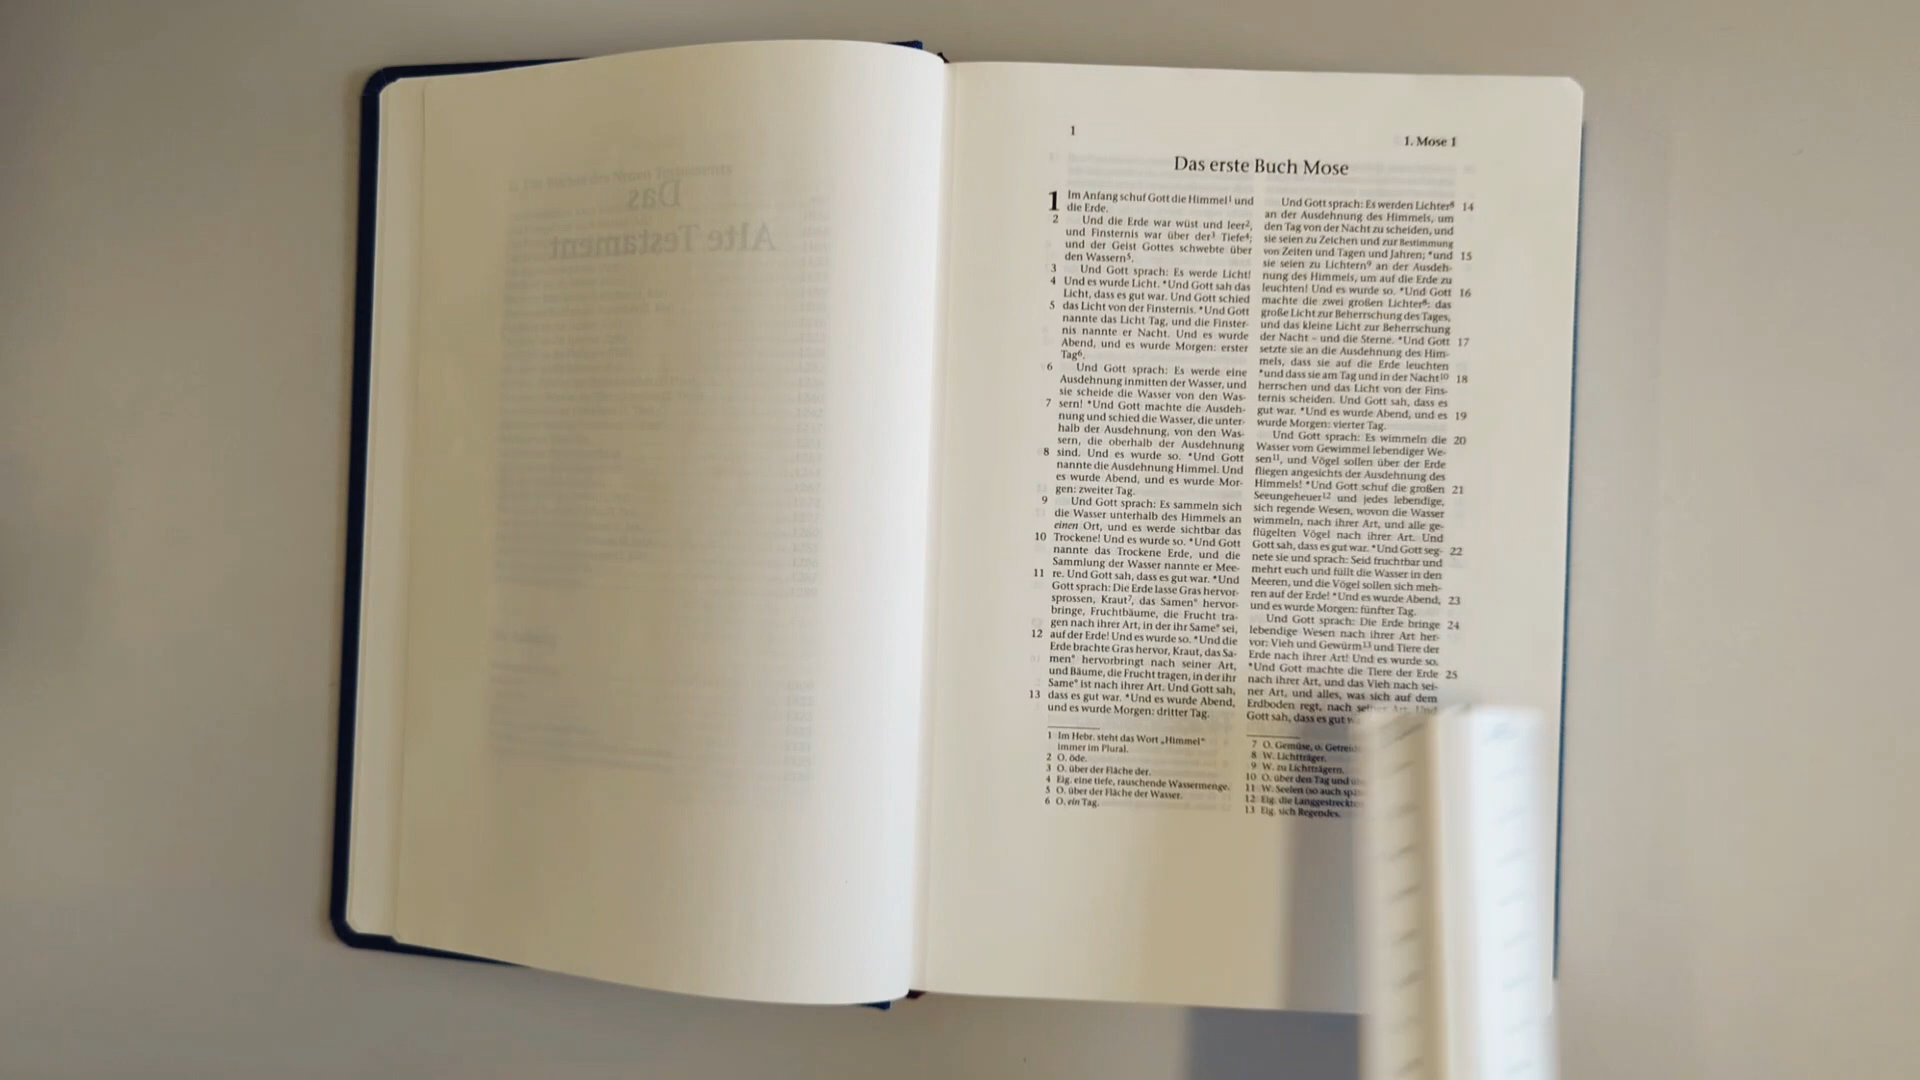 Das
Alte Testament
1
1. Mose 1
Das erste Buch Mose
1 Im Anfang schuf Gott die Himmel¹ und
die Erde.
2 Und die Erde war wüst und leer²,
und Finsternis war über der³ Tiefe⁴;
und der Geist Gottes schwebte über
den Wassern⁵.
3 Und Gott sprach: Es werde Licht!
4 Und es wurde Licht. *Und Gott sah das
Licht, dass es gut war. Und Gott schied
5 das Licht von der Finsternis. *Und Gott
nannte das Licht Tag, und die Finster-
nis nannte er Nacht. Und es wurde
Abend, und es wurde Morgen: erster
Tag⁶.
6 Und Gott sprach: Es werde eine
Ausdehnung inmitten der Wasser, und
sie scheide die Wasser von den Was-
7 sern! *Und Gott machte die Ausdeh-
nung und schied die Wasser, die unter-
halb der Ausdehnung, von den Was-
sern, die oberhalb der Ausdehnung
8 sind. Und es wurde so. *Und Gott
nannte die Ausdehnung Himmel. Und
es wurde Abend, und es wurde Mor-
gen: zweiter Tag.
9 Und Gott sprach: Es sammeln sich
die Wasser unterhalb des Himmels an
einen Ort, und es werde sichtbar das
10 Trockene! Und es wurde so. *Und Gott
nannte das Trockene Erde, und die
Sammlung der Wasser nannte er Mee-
11 re. Und Gott sah, dass es gut war. *Und
Gott sprach: Die Erde lasse Gras hervor-
sprossen, Kraut⁷, das Samen° hervor-
bringe, Fruchtbäume, die Frucht tra-
gen nach ihrer Art, in der ihr Same° sei,
12 auf der Erde! Und es wurde so. *Und die
Erde brachte Gras hervor, Kraut, das Sa-
men° hervorbringt nach seiner Art,
und Bäume, die Frucht tragen, in der ihr
Same° ist nach ihrer Art. Und Gott sah,
13 dass es gut war. *Und es wurde Abend,
und es wurde Morgen: dritter Tag.
1 Im Hebr. steht das Wort „Himmel“
immer im Plural.
2 O. öde.
3 O. über der Fläche der.
4 Eig. eine tiefe, rauschende Wassermenge.
5 O. über der Fläche der Wasser.
6 O. ein Tag.
Und Gott sprach: Es werden Lichter⁸ 14
an der Ausdehnung des Himmels, um
den Tag von der Nacht zu scheiden, und
sie seien zu Zeichen und zur Bestimmung
von Zeiten und Tagen und Jahren; *und 15
sie seien zu Lichtern⁹ an der Ausdeh-
nung des Himmels, um auf die Erde zu
leuchten! Und es wurde so. *Und Gott 16
machte die zwei großen Lichter⁸: das
große Licht zur Beherrschung des Tages,
und das kleine Licht zur Beherrschung
der Nacht – und die Sterne. *Und Gott 17
setzte sie an die Ausdehnung des Him-
mels, dass sie auf die Erde leuchten
*und dass sie am Tag und in der Nacht¹⁰ 18
herrschen und das Licht von der Fins-
ternis scheiden. Und Gott sah, dass es
gut war. *Und es wurde Abend, und es 19
wurde Morgen: vierter Tag.
Und Gott sprach: Es wimmeln die 20
Wasser vom Gewimmel lebendiger We-
sen¹¹, und Vögel sollen über der Erde
fliegen angesichts der Ausdehnung des
Himmels! *Und Gott schuf die großen 21
Seeungeheuer¹² und jedes lebendige,
sich regende Wesen, wovon die Wasser
wimmeln, nach ihrer Art, und alle ge-
flügelten Vögel nach ihrer Art. Und
Gott sah, dass es gut war. *Und Gott seg- 22
nete sie und sprach: Seid fruchtbar und
mehrt euch und füllt die Wasser in den
Meeren, und die Vögel sollen sich meh-
ren auf der Erde! *Und es wurde Abend, 23
und es wurde Morgen: fünfter Tag.
Und Gott sprach: Die Erde bringe 24
lebendige Wesen nach ihrer Art her-
vor: Vieh und Gewürm¹³ und Tiere der
Erde nach ihrer Art! Und es wurde so.
*Und Gott machte die Tiere der Erde 25
nach ihrer Art, und das Vieh nach sei-
ner Art, und alles, was sich auf dem
Erdboden regt, nach seiner Art. Und
Gott sah, dass es gut
7 O. Gemüse, o.
8 W. Lichtträger.
9 W. zu Lichtträgern.
10 O. über den Tag und
11 W. Seelen (so auch
12 Eig. die
13 Eig. sich Regendes.